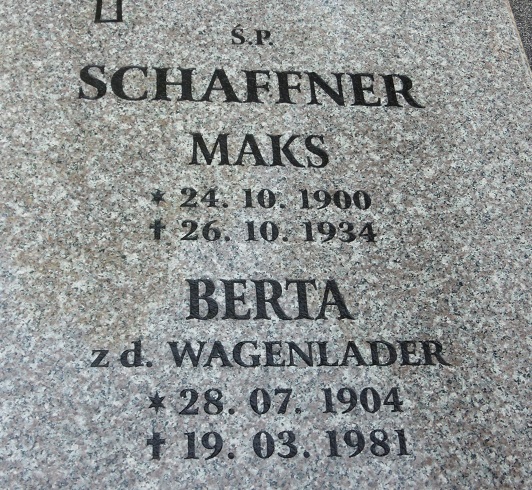 Ś.P.
SCHAFFNER
MAKS
* 24. 10. 1900
† 26. 10. 1934
BERTA
z d. WAGENLADER
* 28. 07. 1904
† 19. 03. 1981